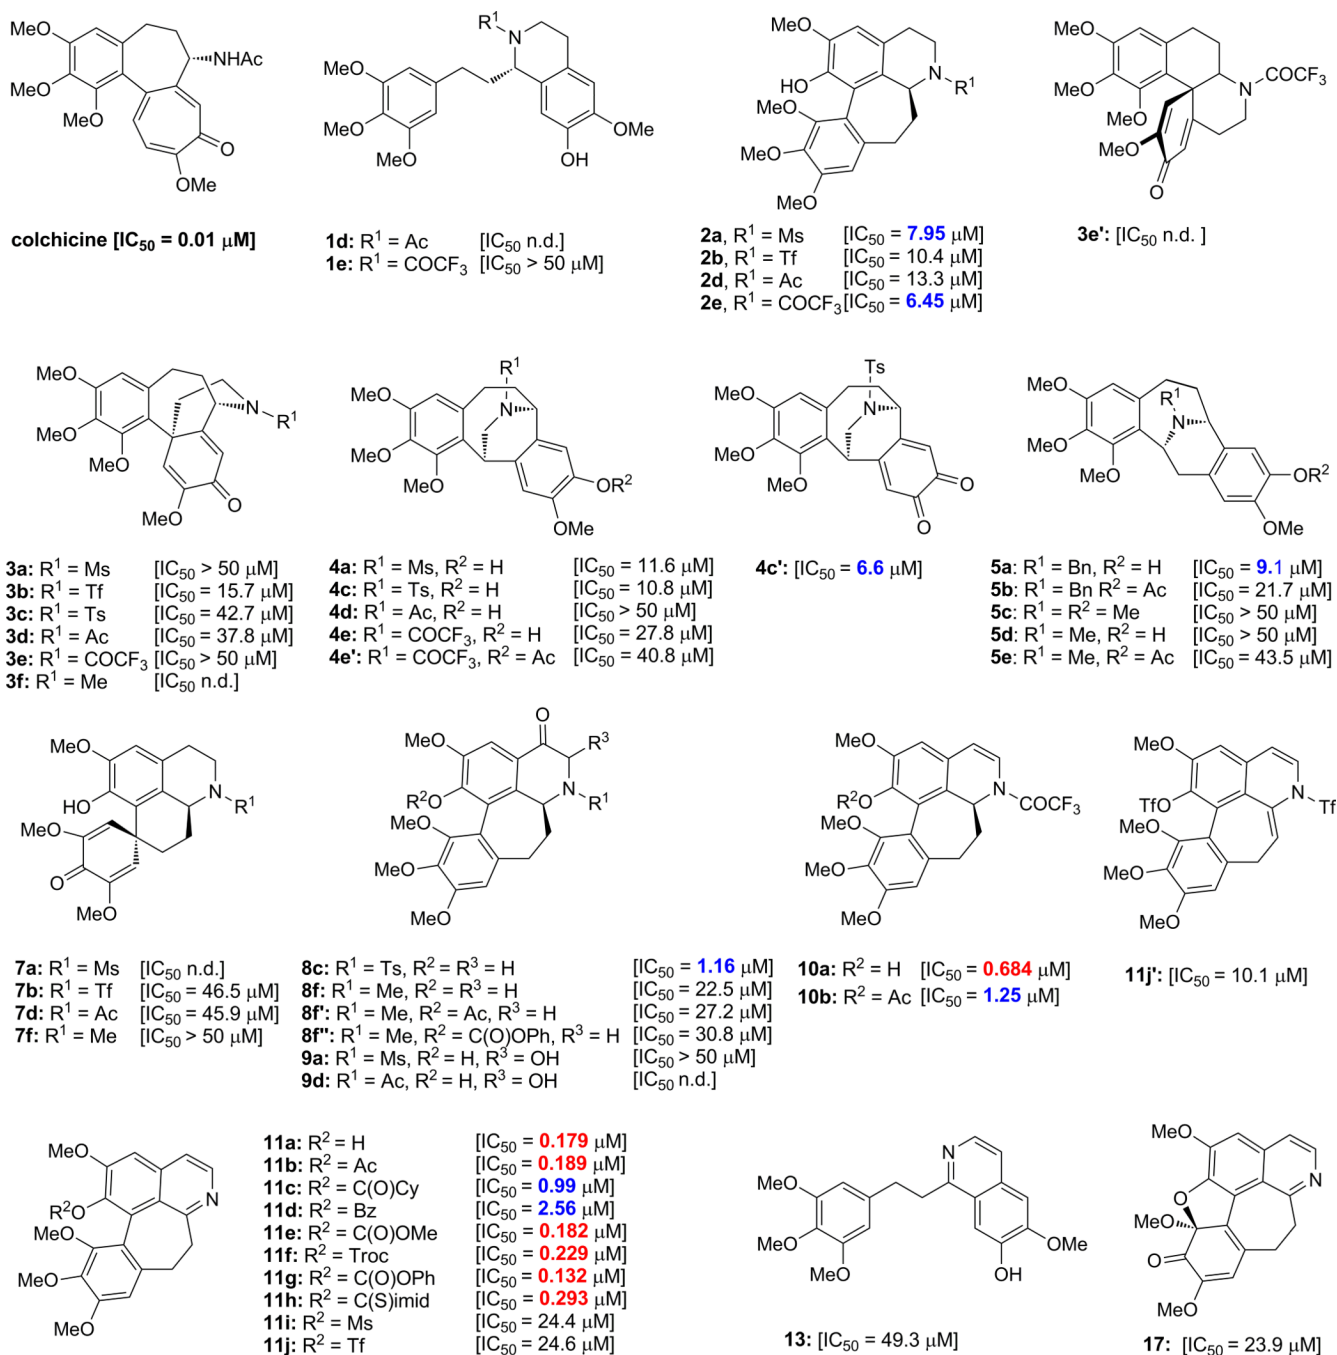 MeO
MeO
MeO
NHAc
O
OMe
colchicine [IC50 = 0.01 μM]
R1
N
MeO
MeO
MeO
OMe
OH
1d: R1 = Ac [IC50 n.d.]
1e: R1 = COCF3 [IC50 > 50 μM]
MeO
HO
MeO
MeO
OMe
N
R1
2a, R1 = Ms [IC50 = 7.95 μM]
2b, R1 = Tf [IC50 = 10.4 μM]
2d, R1 = Ac [IC50 = 13.3 μM]
2e, R1 = COCF3 [IC50 = 6.45 μM]
MeO
MeO
MeO
MeO
O
N
COCF3
3e': [IC50 n.d. ]
MeO
MeO
MeO
MeO
O
N
R1
3a: R1 = Ms [IC50 > 50 μM]
3b: R1 = Tf [IC50 = 15.7 μM]
3c: R1 = Ts [IC50 = 42.7 μM]
3d: R1 = Ac [IC50 = 37.8 μM]
3e: R1 = COCF3 [IC50 > 50 μM]
3f: R1 = Me [IC50 n.d.]
R1
N
MeO
MeO
MeO
OR2
OMe
4a: R1 = Ms, R2 = H [IC50 = 11.6 μM]
4c: R1 = Ts, R2 = H [IC50 = 10.8 μM]
4d: R1 = Ac, R2 = H [IC50 > 50 μM]
4e: R1 = COCF3, R2 = H [IC50 = 27.8 μM]
4e': R1 = COCF3, R2 = Ac [IC50 = 40.8 μM]
Ts
N
MeO
MeO
MeO
O
O
4c': [IC50 = 6.6 μM]
R1
N
MeO
MeO
MeO
OR2
OMe
5a: R1 = Bn, R2 = H [IC50 = 9.1 μM]
5b: R1 = Bn R2 = Ac [IC50 = 21.7 μM]
5c: R1 = R2 = Me [IC50 > 50 μM]
5d: R1 = Me, R2 = H [IC50 > 50 μM]
5e: R1 = Me, R2 = Ac [IC50 = 43.5 μM]
MeO
HO
MeO
O
MeO
N
R1
7a: R1 = Ms [IC50 n.d.]
7b: R1 = Tf [IC50 = 46.5 μM]
7d: R1 = Ac [IC50 = 45.9 μM]
7f: R1 = Me [IC50 > 50 μM]
O
R3
MeO
R2O
MeO
MeO
MeO
N
R1
8c: R1 = Ts, R2 = R3 = H [IC50 = 1.16 μM]
8f: R1 = Me, R2 = R3 = H [IC50 = 22.5 μM]
8f': R1 = Me, R2 = Ac, R3 = H [IC50 = 27.2 μM]
8f'': R1 = Me, R2 = C(O)OPh, R3 = H [IC50 = 30.8 μM]
9a: R1 = Ms, R2 = H, R3 = OH [IC50 > 50 μM]
9d: R1 = Ac, R2 = H, R3 = OH [IC50 n.d.]
MeO
R2O
MeO
MeO
MeO
N
COCF3
10a: R2 = H [IC50 = 0.684 μM]
10b: R2 = Ac [IC50 = 1.25 μM]
MeO
TfO
MeO
MeO
MeO
N
Tf
11j': [IC50 = 10.1 μM]
MeO
R2O
MeO
MeO
MeO
N
11a: R2 = H [IC50 = 0.179 μM]
11b: R2 = Ac [IC50 = 0.189 μM]
11c: R2 = C(O)Cy [IC50 = 0.99 μM]
11d: R2 = Bz [IC50 = 2.56 μM]
11e: R2 = C(O)OMe [IC50 = 0.182 μM]
11f: R2 = Troc [IC50 = 0.229 μM]
11g: R2 = C(O)OPh [IC50 = 0.132 μM]
11h: R2 = C(S)imid [IC50 = 0.293 μM]
11i: R2 = Ms [IC50 = 24.4 μM]
11j: R2 = Tf [IC50 = 24.6 μM]
N
MeO
MeO
OMe
OMe
OH
13: [IC50 = 49.3 μM]
MeO
O
MeO
O
MeO
N
17: [IC50 = 23.9 μM]